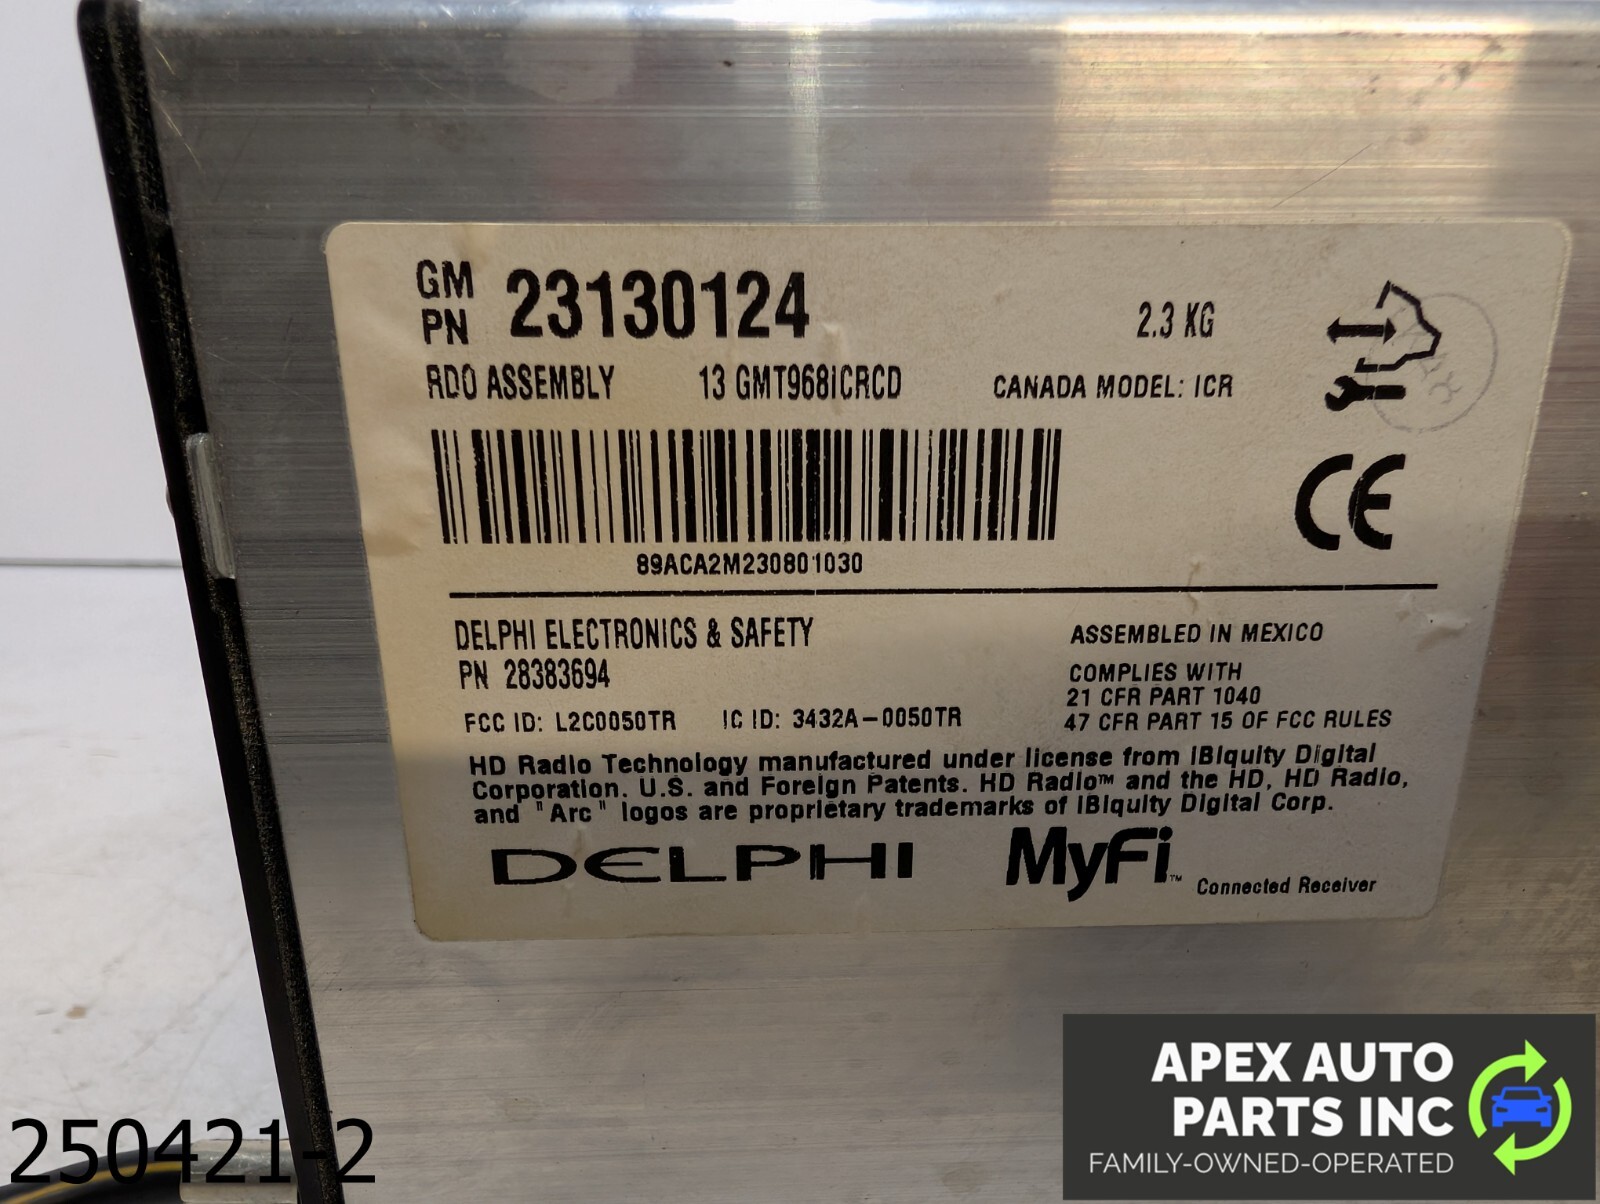 GM PN 23130124
2.3 KG
RDO ASSEMBLY 13 GMT968ICRCD CANADA MODEL: ICR
89ACA2M230801030
CE
DELPHI ELECTRONICS & SAFETY
PN 28383694
ASSEMBLED IN MEXICO
COMPLIES WITH
21 CFR PART 1040
47 CFR PART 15 OF FCC RULES
FCC ID: L2C0050TR IC ID: 3432A-0050TR
HD Radio Technology manufactured under license from iBiquity Digital
Corporation. U.S. and Foreign Patents. HD Radio™ and the HD, HD Radio,
and "Arc" logos are proprietary trademarks of iBiquity Digital Corp.
DELPHI MyFi™ Connected Receiver
250421-2
APEX AUTO
PARTS INC
FAMILY-OWNED-OPERATED